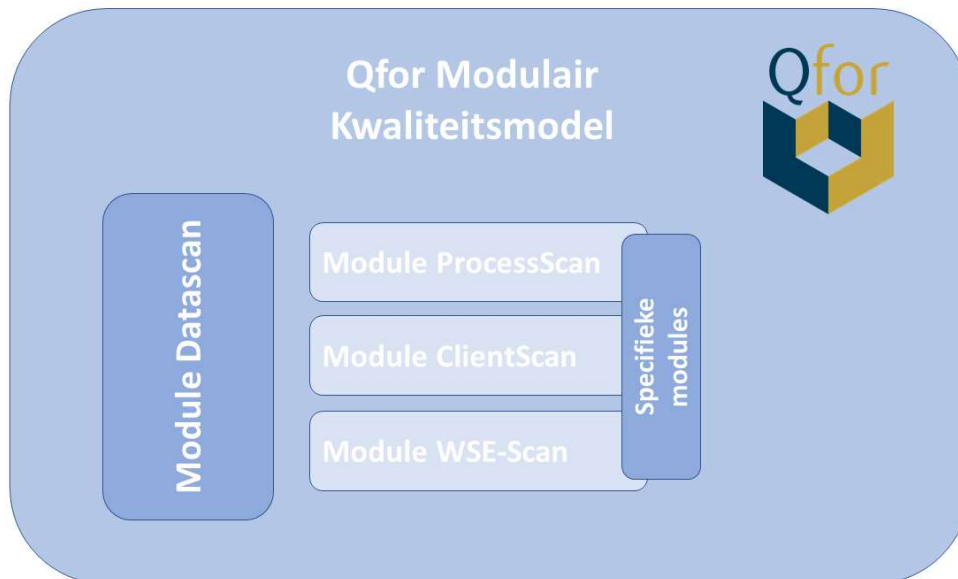 Qfor Modulair
Kwaliteitsmodel
Qfor
Module Datascan
Module ProcessScan
Module ClientScan
Module WSE-Scan
Specifieke
modules